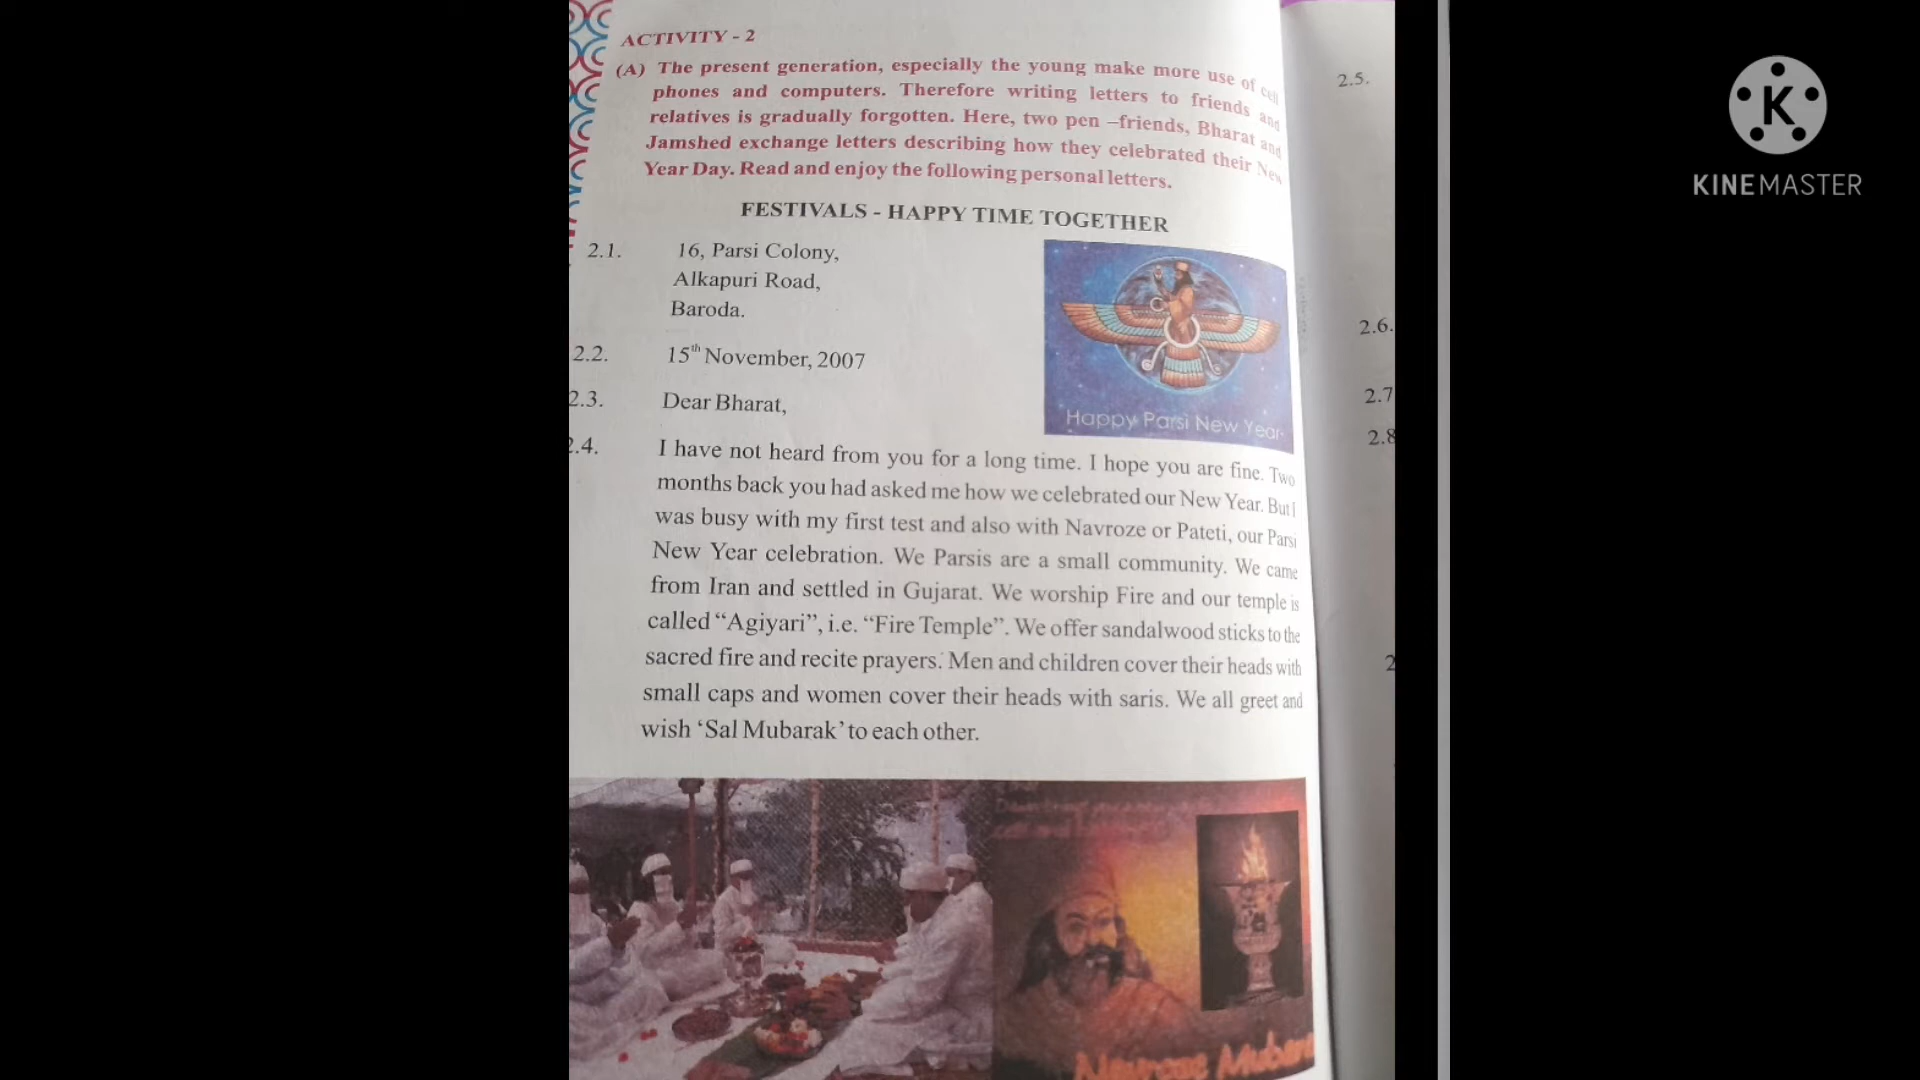 ACTIVITY - 2
(A) The present generation, especially the young make more use of cell
phones and computers. Therefore writing letters to friends and
relatives is gradually forgotten. Here, two pen –friends, Bharat and
Jamshed exchange letters describing how they celebrated their New
Year Day. Read and enjoy the following personal letters.
FESTIVALS - HAPPY TIME TOGETHER
2.1. 16, Parsi Colony,
Alkapuri Road,
Baroda.
2.2. 15th November, 2007
2.3. Dear Bharat,
Happy Parsi New Year
2.4. I have not heard from you for a long time. I hope you are fine. Two
months back you had asked me how we celebrated our New Year. But I
was busy with my first test and also with Navroze or Pateti, our Parsi
New Year celebration. We Parsis are a small community. We came
from Iran and settled in Gujarat. We worship Fire and our temple is
called “Agiyari”, i.e. “Fire Temple”. We offer sandalwood sticks to the
sacred fire and recite prayers. Men and children cover their heads with
small caps and women cover their heads with saris. We all greet and
wish ‘Sal Mubarak’ to each other.
Navroze Mubara
2.5.
2.6.
2.7
2.8
2
K
KINEMASTER